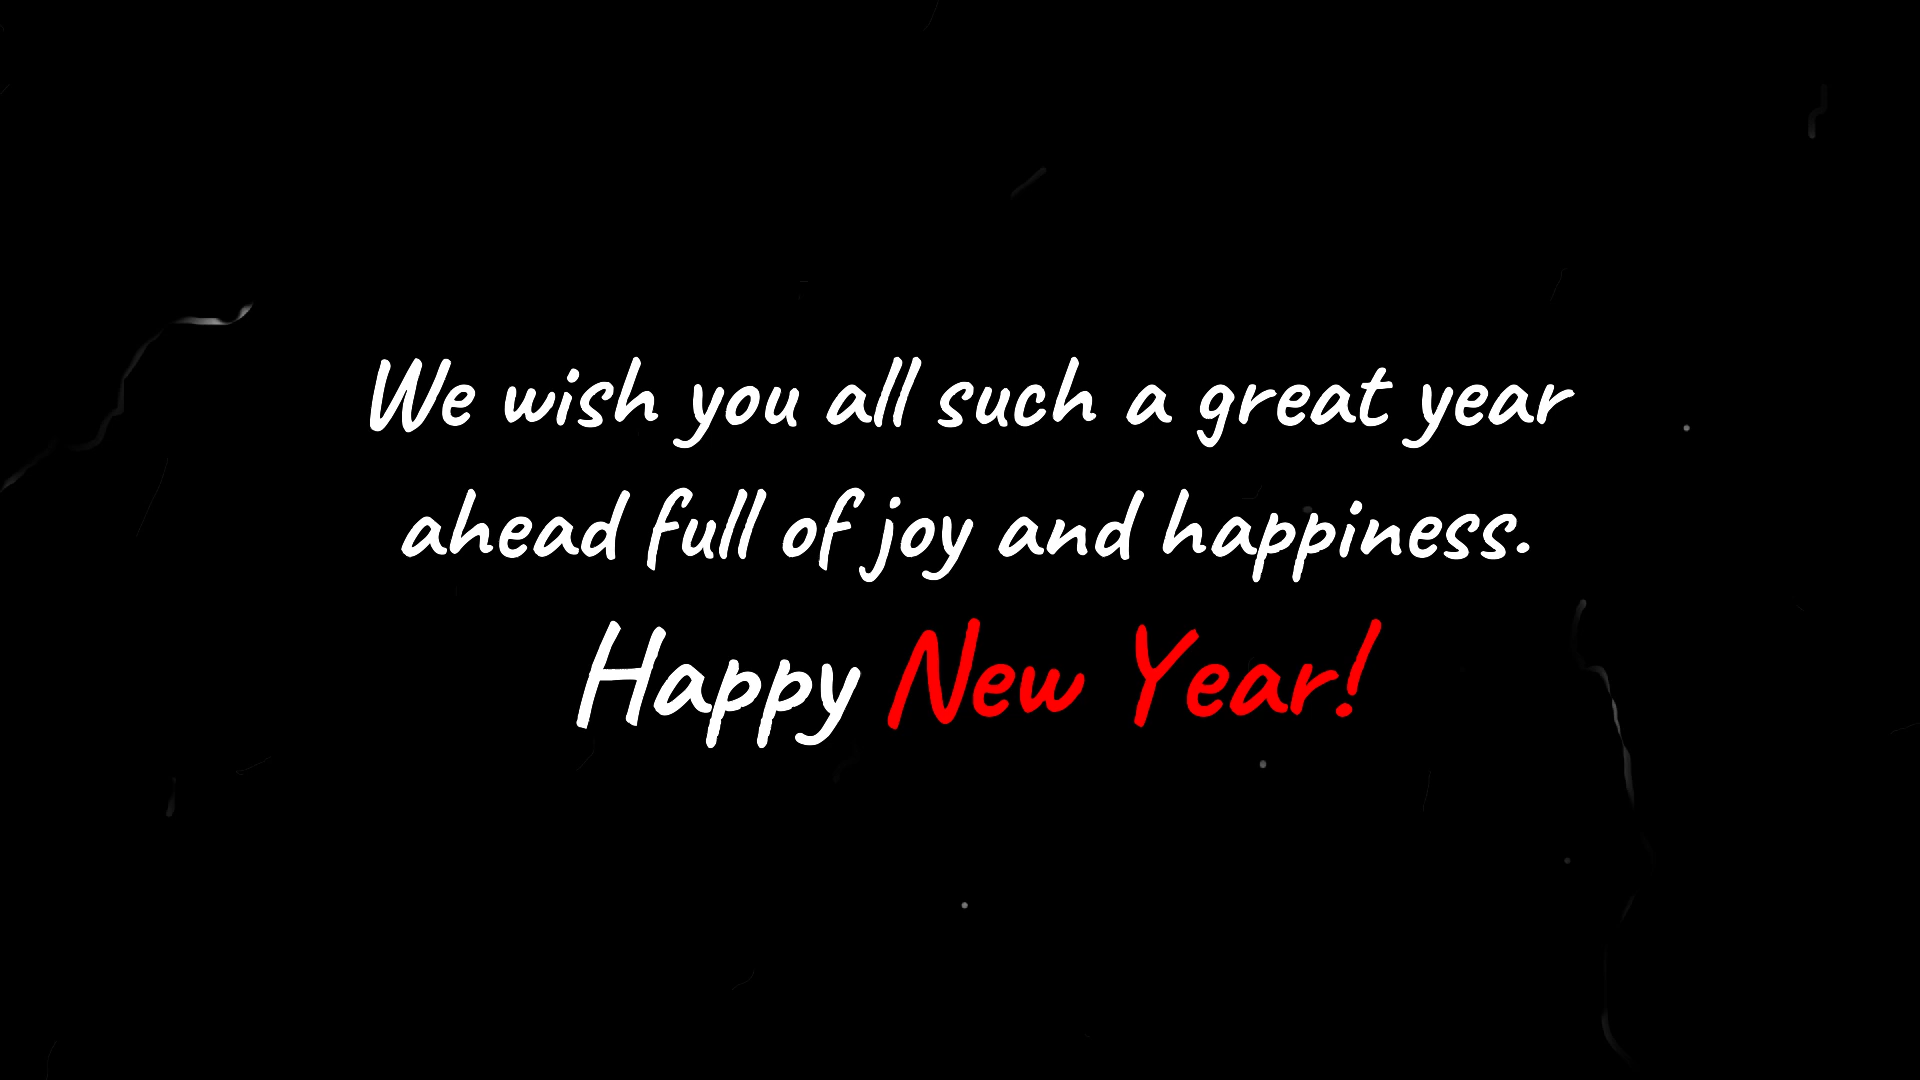 We wish you all such a great year
ahead full of joy and happiness.
Happy New Year!